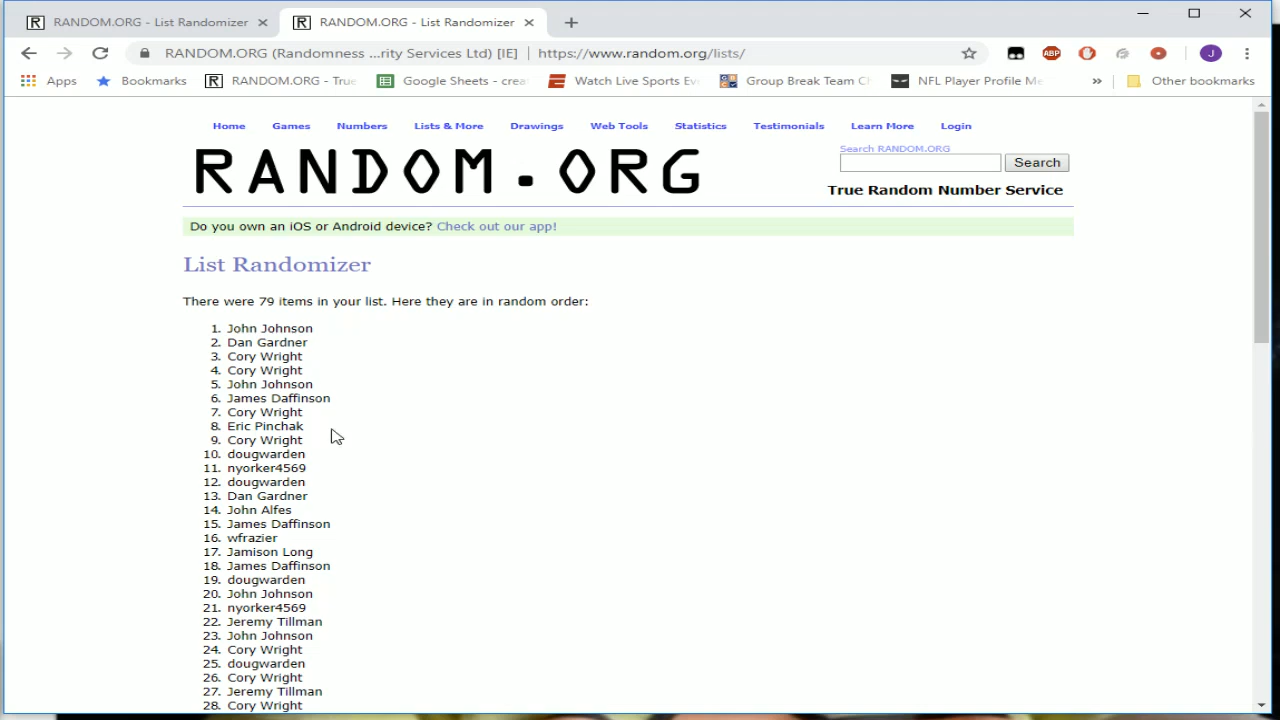 RANDOM.ORG - List Randomizer
RANDOM.ORG - List Randomizer
RANDOM.ORG (Randomness ...rity Services Ltd) [IE] | https://www.random.org/lists/
ABP
J
Apps
Bookmarks
RANDOM.ORG - True
Google Sheets - crea
Watch Live Sports Ev
Group Break Team Ch
NFL Player Profile Me
»
Other bookmarks
Home Games Numbers Lists & More Drawings Web Tools Statistics Testimonials Learn More Login
RANDOM.ORG
Search RANDOM.ORG
Search
True Random Number Service
Do you own an iOS or Android device? Check out our app!
List Randomizer
There were 79 items in your list. Here they are in random order:
1. John Johnson
2. Dan Gardner
3. Cory Wright
4. Cory Wright
5. John Johnson
6. James Daffinson
7. Cory Wright
8. Eric Pinchak
9. Cory Wright
10. dougwarden
11. nyorker4569
12. dougwarden
13. Dan Gardner
14. John Alfes
15. James Daffinson
16. wfrazier
17. Jamison Long
18. James Daffinson
19. dougwarden
20. John Johnson
21. nyorker4569
22. Jeremy Tillman
23. John Johnson
24. Cory Wright
25. dougwarden
26. Cory Wright
27. Jeremy Tillman
28. Cory Wright